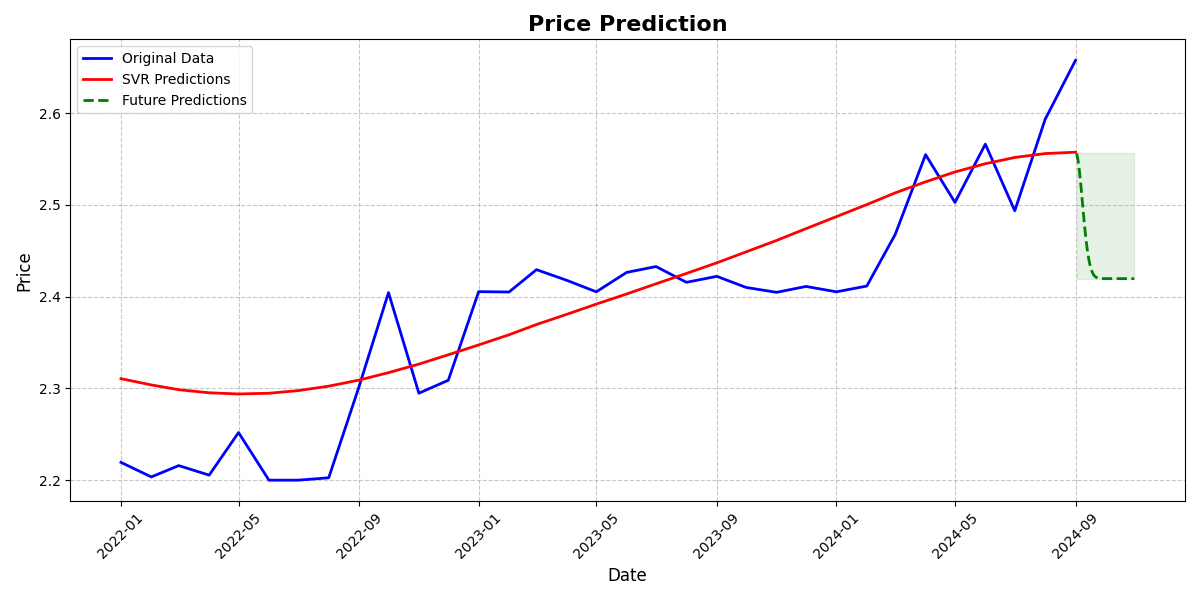 Price Prediction
Original Data
SVR Predictions
Future Predictions
Price
2.6
2.5
2.4
2.3
2.2
2022-01
2022-05
2022-09
2023-01
2023-05
2023-09
2024-01
2024-05
2024-09
Date